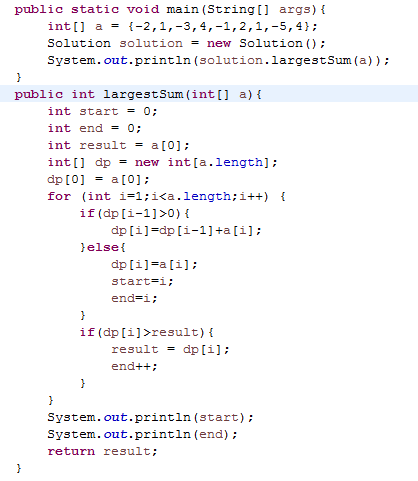 public static void main(String[] args){
int[] a = {-2,1,-3,4,-1,2,1,-5,4};
Solution solution = new Solution();
System.out.println(solution.largestSum(a));
}
public int largestSum(int[] a){
int start = 0;
int end = 0;
int result = a[0];
int[] dp = new int[a.length];
dp[0] = a[0];
for (int i=1;i<a.length;i++) {
if(dp[i-1]>0){
dp[i]=dp[i-1]+a[i];
}else{
dp[i]=a[i];
start=i;
end=i;
}
if(dp[i]>result){
result = dp[i];
end++;
}
}
System.out.println(start);
System.out.println(end);
return result;
}